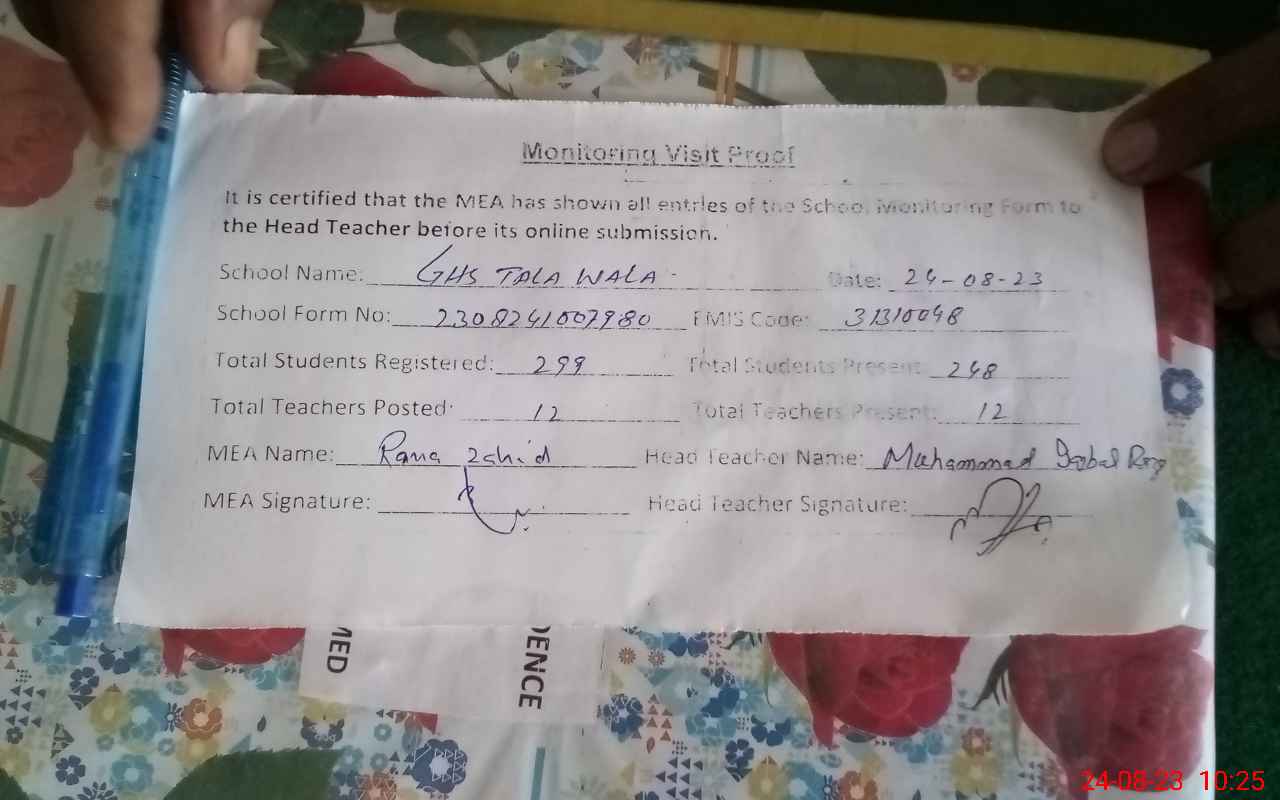 Monitoring Visit Proof
It is certified that the MEA has shown all entries of the School Monitoring Form to
the Head Teacher before its online submission.
School Name: GHS TALA WALA Date: 24-08-23
School Form No: 2308241007980 EMIS Code: 31310048
Total Students Registered: 299 Total Students Present: 248
Total Teachers Posted: 12 Total Teachers Present: 12
MEA Name: Rana Zahid Head Teacher Name: Muhammad Iqbal
MEA Signature: Head Teacher Signature:
MED
DENCE
24-08-23 10:25